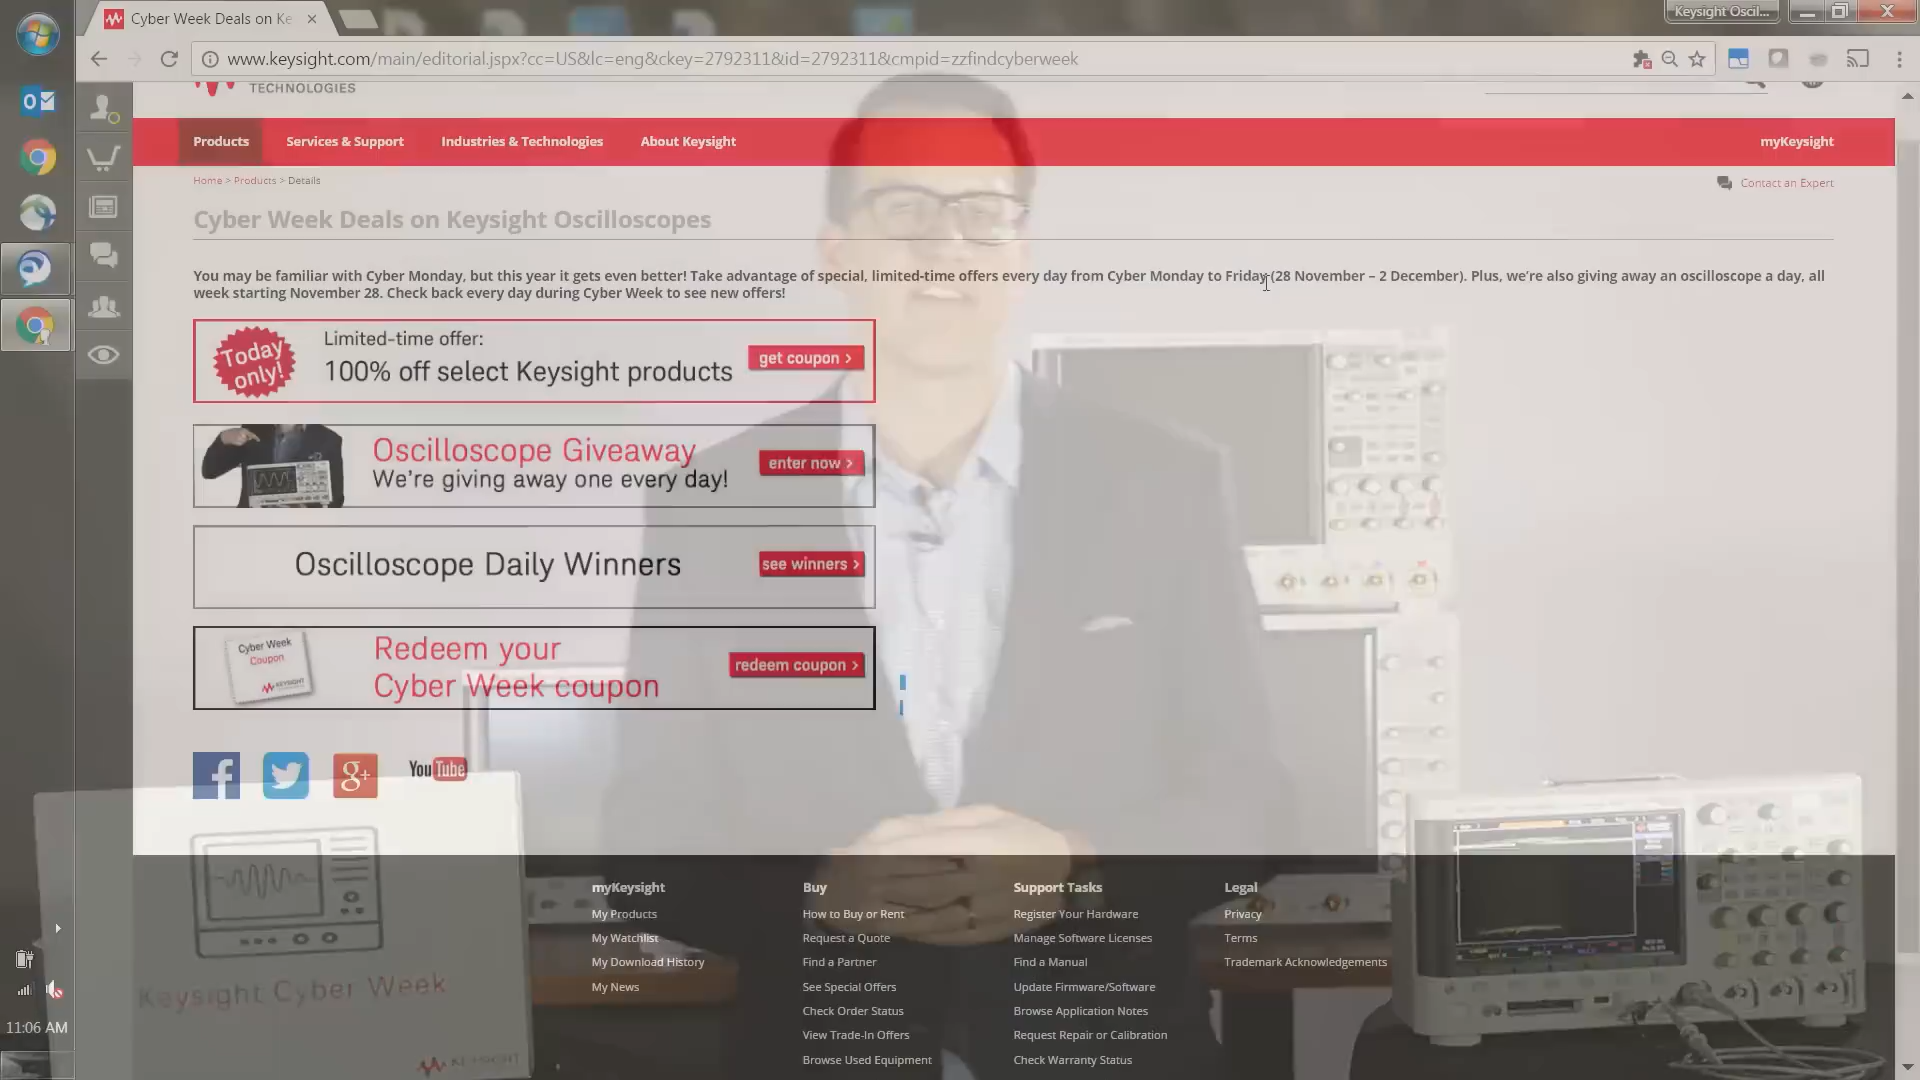 Cyber Week Deals on Ke
Keysight Oscil...
www.keysight.com/main/editorial.jspx?cc=US&lc=eng&ckey=2792311&id=2792311&cmpid=zzfindcyberweek
TECHNOLOGIES
Products
Services & Support
Industries & Technologies
About Keysight
myKeysight
Home > Products > Details
Contact an Expert
Cyber Week Deals on Keysight Oscilloscopes
You may be familiar with Cyber Monday, but this year it gets even better! Take advantage of special, limited-time offers every day from Cyber Monday to Friday (28 November – 2 December). Plus, we're also giving away an oscilloscope a day, all
week starting November 28. Check back every day during Cyber Week to see new offers!
Today
only!
Limited-time offer:
100% off select Keysight products
get coupon >
Oscilloscope Giveaway
We're giving away one every day!
enter now >
Oscilloscope Daily Winners
see winners >
Cyber Week
Coupon
KEYSIGHT
Redeem your
Cyber Week coupon
redeem coupon >
f
g+
YouTube
myKeysight
My Products
My Watchlist
My Download History
My News
Buy
How to Buy or Rent
Request a Quote
Find a Partner
See Special Offers
Check Order Status
View Trade-In Offers
Browse Used Equipment
Support Tasks
Register Your Hardware
Manage Software Licenses
Find a Manual
Update Firmware/Software
Browse Application Notes
Request Repair or Calibration
Check Warranty Status
Legal
Privacy
Terms
Trademark Acknowledgements
Keysight Cyber Week
KEYSIGHT
11:06 AM